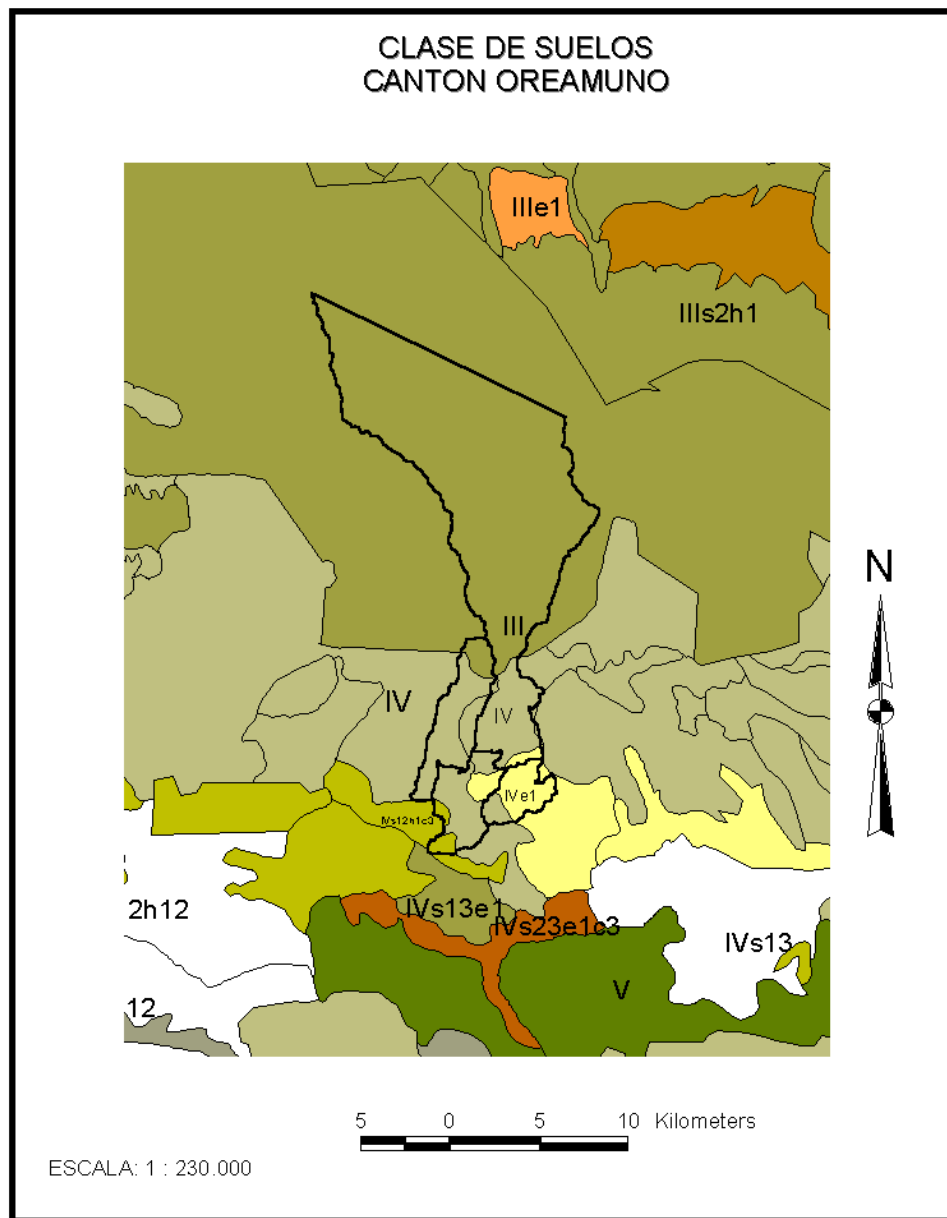 CLASE DE SUELOS
CANTON OREAMUNO
IIIe1
IIIs2h1
N
III
IV
IV
IVe1
IVs12h1c3
2h12
IVs13e1
IVs23e1c3
IVs13
V
12
5 0 5 10 Kilometers
ESCALA: 1 : 230.000